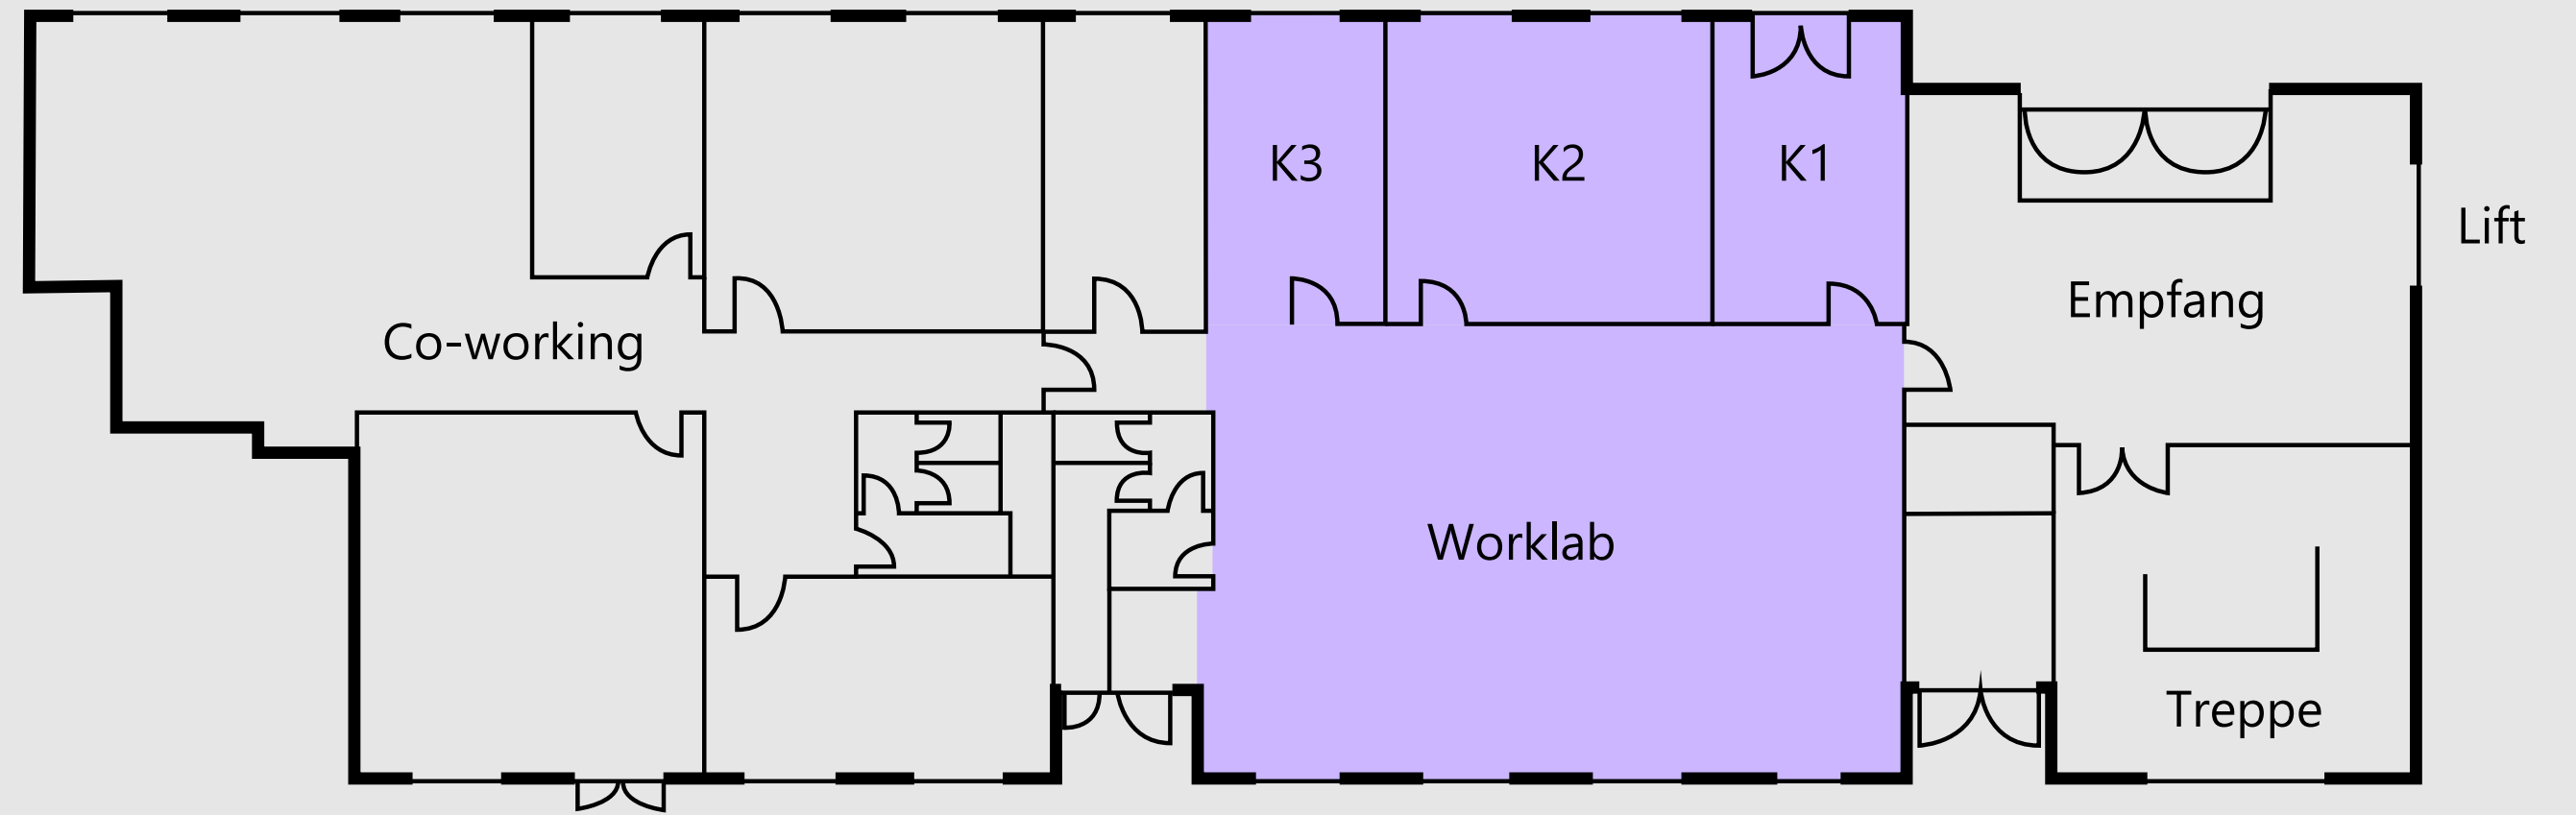 K3
K2
K1
Lift
Empfang
Co-working
Worklab
Treppe